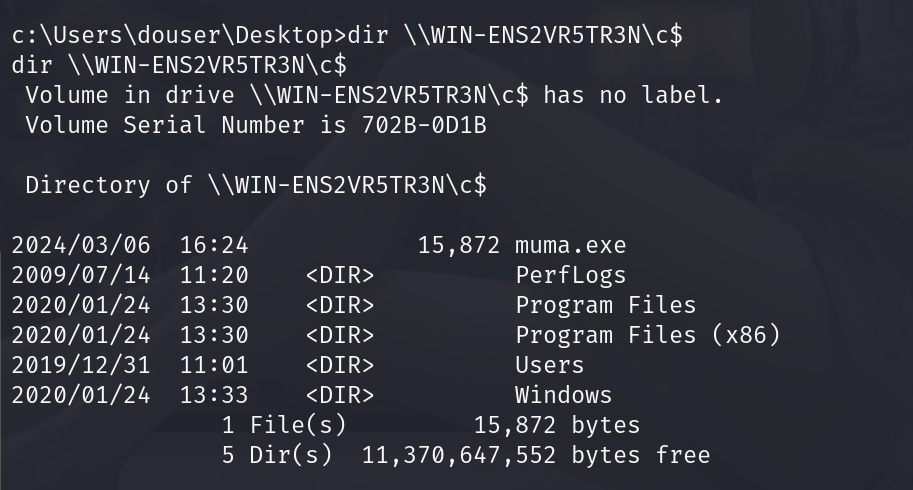 c:\Users\douser\Desktop>dir \\WIN-ENS2VR5TR3N\c$
dir \\WIN-ENS2VR5TR3N\c$
 Volume in drive \\WIN-ENS2VR5TR3N\c$ has no label.
 Volume Serial Number is 702B-0D1B

 Directory of \\WIN-ENS2VR5TR3N\c$

2024/03/06  16:24            15,872 muma.exe
2009/07/14  11:20    <DIR>          PerfLogs
2020/01/24  13:30    <DIR>          Program Files
2020/01/24  13:30    <DIR>          Program Files (x86)
2019/12/31  11:01    <DIR>          Users
2020/01/24  13:33    <DIR>          Windows
               1 File(s)         15,872 bytes
               5 Dir(s)  11,370,647,552 bytes free